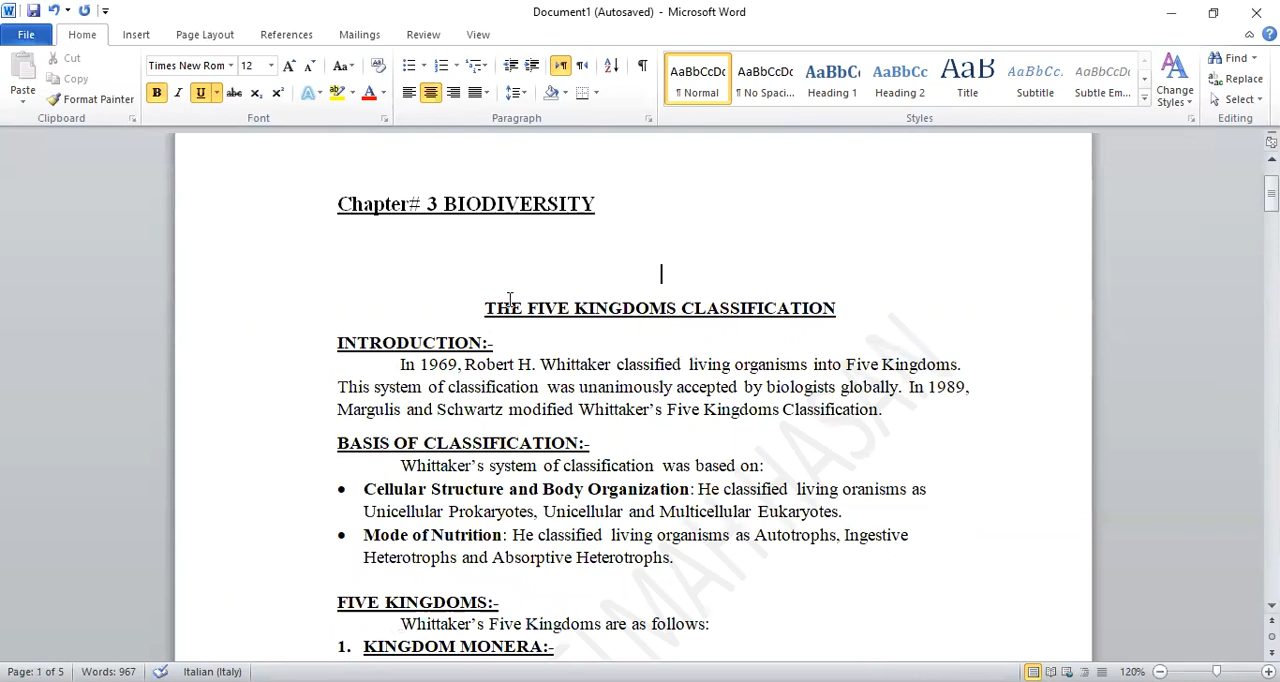 Document1 (Autosaved) - Microsoft Word
File Home Insert Page Layout References Mailings Review View
Cut
Copy
Format Painter
Paste
Clipboard
Times New Rom 12
Font
Paragraph
AaBbCcDc AaBbCcDc AaBbC AaBbCc AaB AaBbCc. AaBbCcDc
¶ Normal ¶ No Spaci... Heading 1 Heading 2 Title Subtitle Subtle Em...
Change Styles
Styles
Find
Replace
Select
Editing
Chapter# 3 BIODIVERSITY
THE FIVE KINGDOMS CLASSIFICATION
INTRODUCTION:-
In 1969, Robert H. Whittaker classified living organisms into Five Kingdoms.
This system of classification was unanimously accepted by biologists globally. In 1989,
Margulis and Schwartz modified Whittaker's Five Kingdoms Classification.
BASIS OF CLASSIFICATION:-
Whittaker's system of classification was based on:
• Cellular Structure and Body Organization: He classified living oranisms as
Unicellular Prokaryotes, Unicellular and Multicellular Eukaryotes.
• Mode of Nutrition: He classified living organisms as Autotrophs, Ingestive
Heterotrophs and Absorptive Heterotrophs.
FIVE KINGDOMS:-
Whittaker's Five Kingdoms are as follows:
1. KINGDOM MONERA:-
Page: 1 of 5 Words: 967 Italian (Italy) 120%